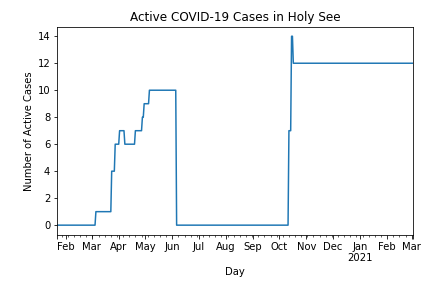 Active COVID-19 Cases in Holy See
Number of Active Cases
14
12
10
8
6
4
2
0
Feb Mar Apr May Jun Jul Aug Sep Oct Nov Dec Jan Feb Mar
2021
Day